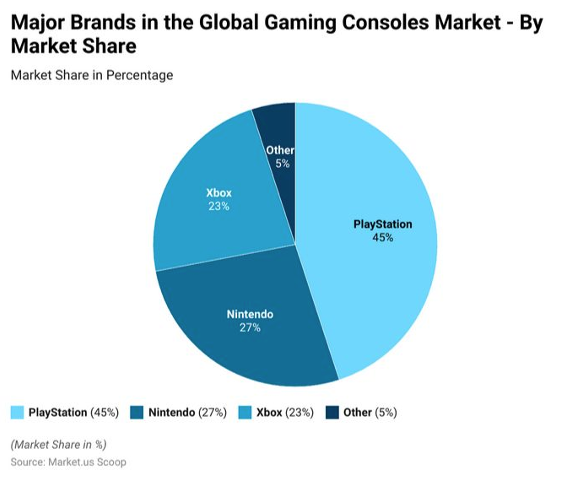 Major Brands in the Global Gaming Consoles Market - By
Market Share
Market Share in Percentage
Other
5%
Xbox
23%
PlayStation
45%
Nintendo
27%
PlayStation (45%) Nintendo (27%) Xbox (23%) Other (5%)
(Market Share in %)
Source: Market.us Scoop